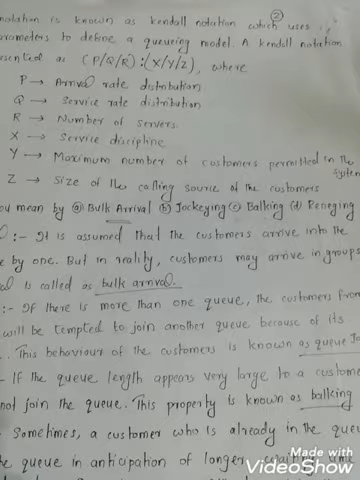 notation is known as kendall notation which uses
②
parameters to define a queueing model. A kendall notation
as (P/Q/R):(X/Y/Z), where
P → Arrival rate distribution
Q → Service rate distribution
R → Number of servers.
X → Service discipline
Y → Maximum number of customers permitted in the
system
Z → Size of the calling source of the customers
you mean by ⓐ Bulk Arrival ⓑ Jockeying ⓒ Balking (d) Reneging
:- It is assumed that the customers arrive into the
by one. But in reality, customers may arrive in groups
is called as bulk arrival.
:- If there is more than one queue, the customers from
will be tempted to join another queue because of its
. This behaviour of the customers is known as queue
- If the queue length appears very large to a
not join the queue. This property is known as balking
Sometimes, a customer who is already in the
queue in anticipation of longer waiting time
Made with
VideoShow